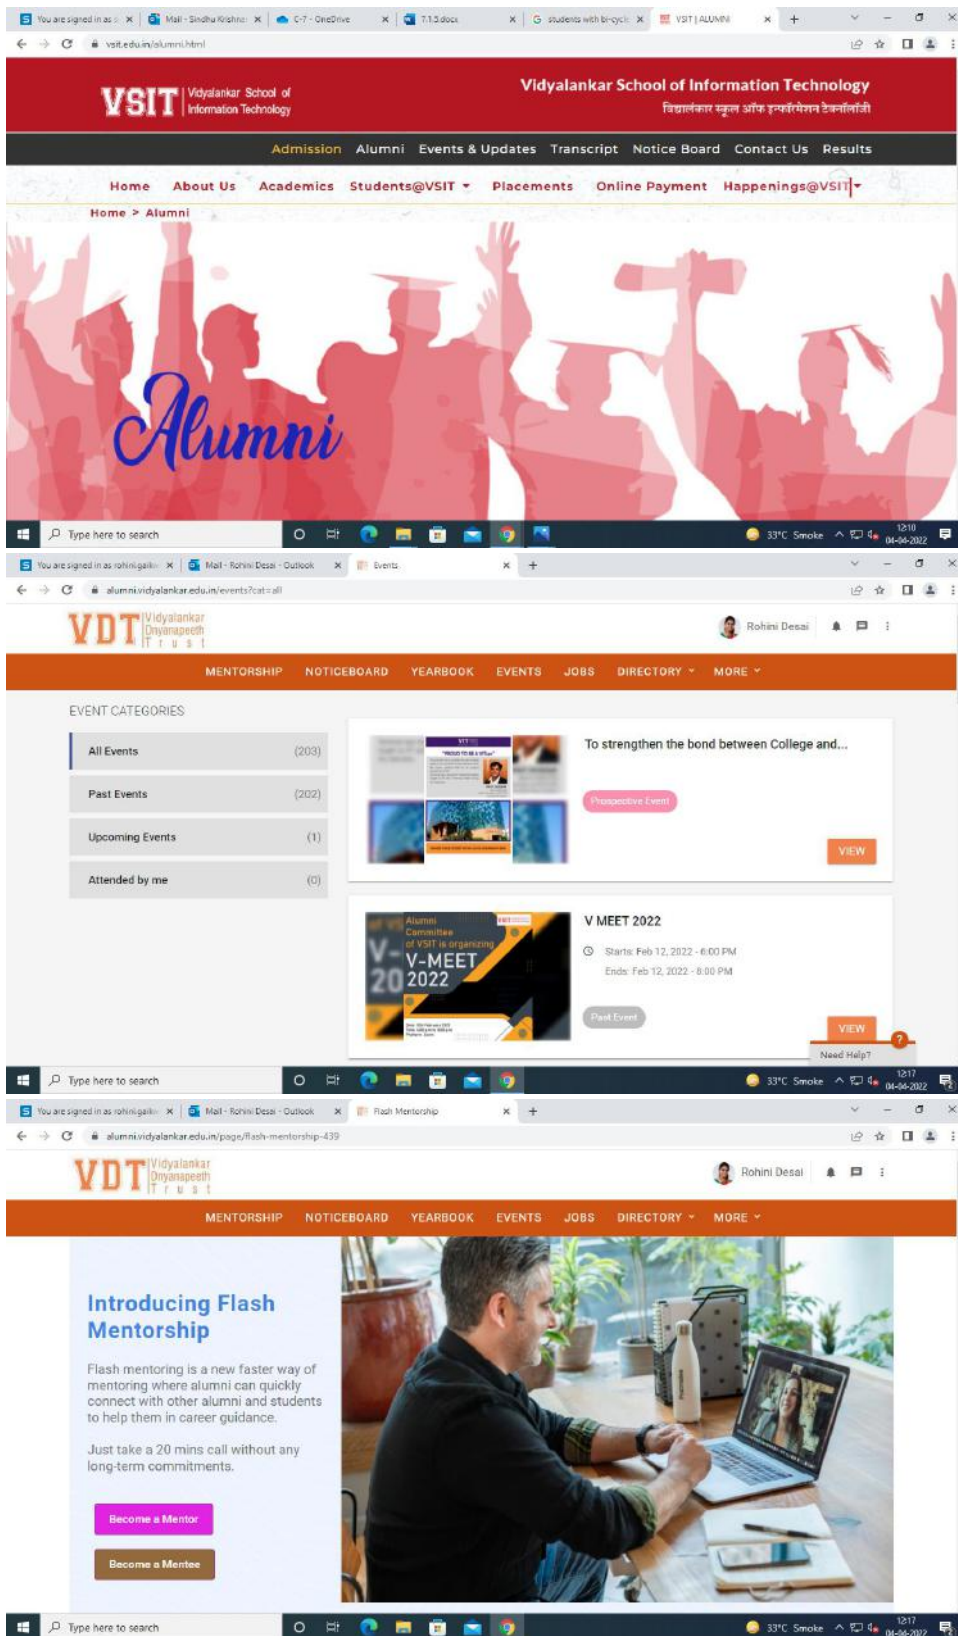 You are signed in as s
Mail - Sindhu Krishna
C-7 - OneDrive
7.1.5.docx
students with bi-cycl
VSIT | ALUMNI
vsit.edu.in/alumni.html
VSIT Vidyalankar School of
Information Technology
Vidyalankar School of Information Technology
विद्यालंकार स्कूल ऑफ इन्फॉर्मेशन टेक्नॉलॉजी
Admission Alumni Events & Updates Transcript Notice Board Contact Us Results
Home About Us Academics Students@VSIT Placements Online Payment Happenings@VSIT
Home > Alumni
Alumni
Type here to search
33°C Smoke
12:10
04-04-2022
You are signed in as rohini.gaik
Mail - Rohini Desai - Outlook
Events
alumni.vidyalankar.edu.in/events?cat=all
VDT Vidyalankar
Dnyanapeeth
Trust
Rohini Desai
MENTORSHIP NOTICEBOARD YEARBOOK EVENTS JOBS DIRECTORY MORE
EVENT CATEGORIES
All Events (203)
Past Events (202)
Upcoming Events (1)
Attended by me (0)
"PROUD TO BE A VITian"
To strengthen the bond between College and...
Prospective Event
VIEW
Alumni
Committee
of VSIT is organizing
V-MEET
2022
V MEET 2022
Starts: Feb 12, 2022 - 6:00 PM
Ends: Feb 12, 2022 - 8:00 PM
Past Event
VIEW
Need Help?
?
Type here to search
33°C Smoke
12:17
04-04-2022
You are signed in as rohini.gaik
Mail - Rohini Desai - Outlook
Flash Mentorship
alumni.vidyalankar.edu.in/page/flash-mentorship-439
VDT Vidyalankar
Dnyanapeeth
Trust
Rohini Desai
MENTORSHIP NOTICEBOARD YEARBOOK EVENTS JOBS DIRECTORY MORE
Introducing Flash
Mentorship
Flash mentoring is a new faster way of
mentoring where alumni can quickly
connect with other alumni and students
to help them in career guidance.
Just take a 20 mins call without any
long-term commitments.
Become a Mentor
Become a Mentee
Type here to search
33°C Smoke
12:17
04-04-2022